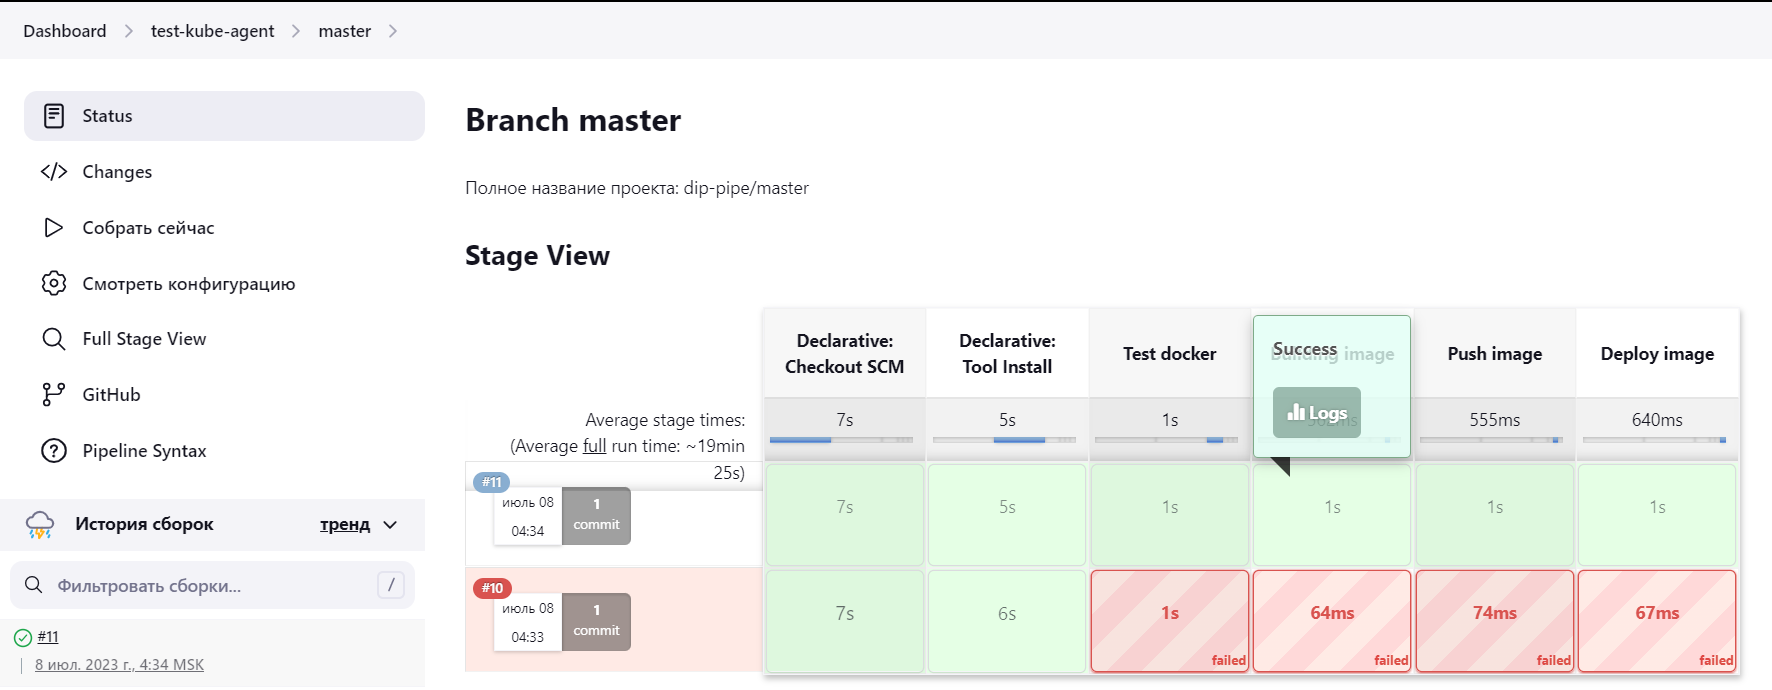 Dashboard
test-kube-agent
master
Status
Changes
Собрать сейчас
Смотреть конфигурацию
Full Stage View
GitHub
Pipeline Syntax
История сборок
тренд
Фильтровать сборки...
/
#11
8 июл. 2023 г., 4:34 MSK
Branch master
Полное название проекта: dip-pipe/master
Stage View
Declarative:
Checkout SCM
Declarative:
Tool Install
Test docker
Building image
Success
Logs
Push image
Deploy image
Average stage times:
(Average full run time: ~19min
25s)
7s
5s
1s
555ms
640ms
#11
июль 08
04:34
1
commit
7s
5s
1s
1s
1s
1s
#10
июль 08
04:33
1
commit
7s
6s
1s
failed
64ms
failed
74ms
failed
67ms
failed